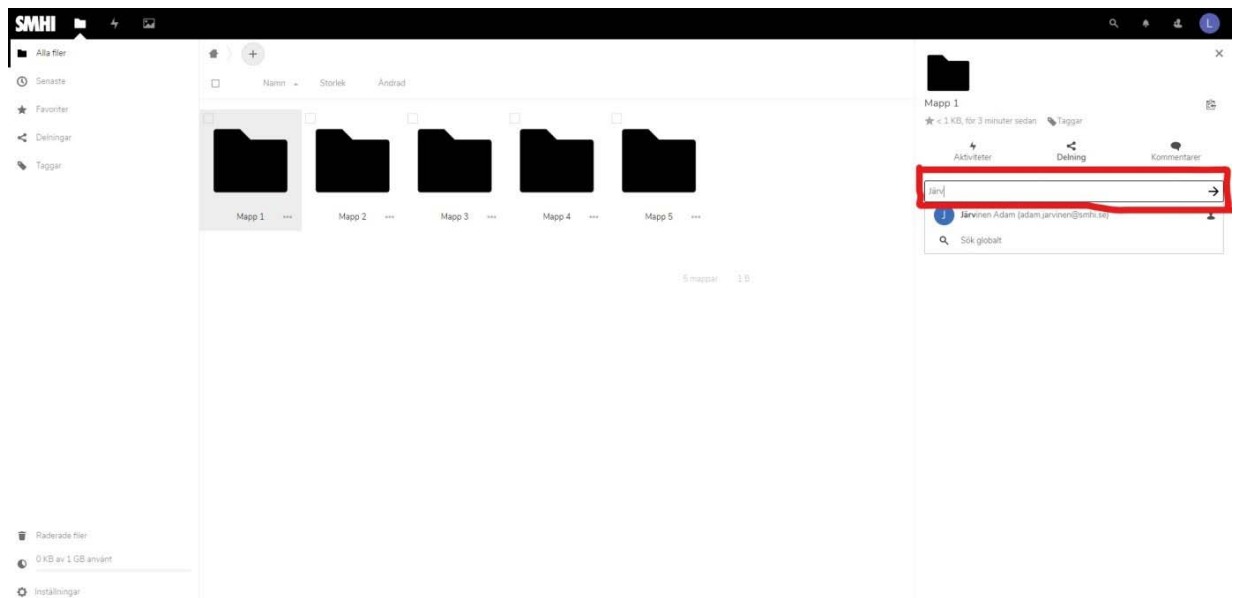 SMHI
L
Alla filer
Senaste
Favoriter
Delningar
Taggar
Namn Storlek Ändrad
Mapp 1 ••• Mapp 2 ••• Mapp 3 ••• Mapp 4 ••• Mapp 5 •••
5 mappar 1 B
Raderade filer
0 KB av 1 GB använt
Inställningar
Mapp 1
< 1 KB, för 3 minuter sedan Taggar
Aktiviteter Delning Kommentarer
Järv
J Järvinen Adam (adam.jarvinen@smhi.se)
Sök globalt